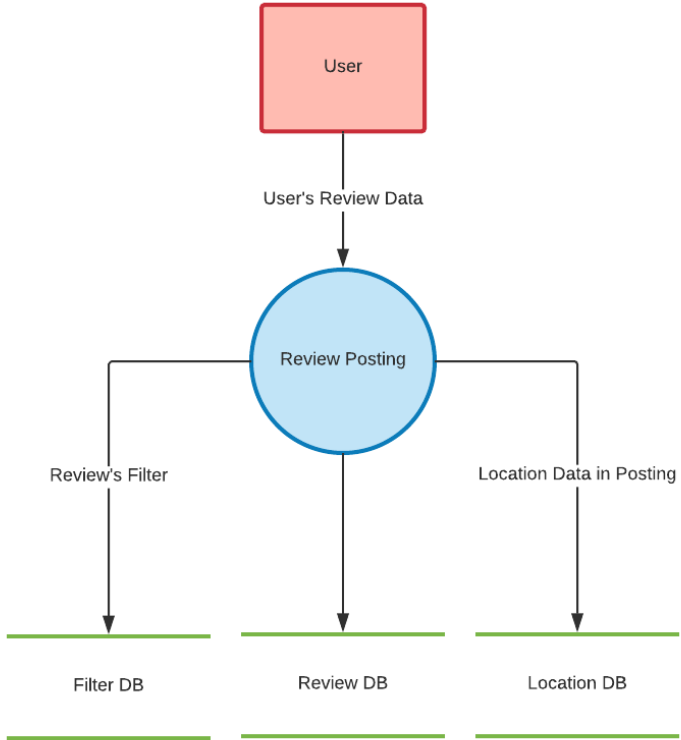 User
User's Review Data
Review Posting
Review's Filter
Location Data in Posting
Filter DB
Review DB
Location DB